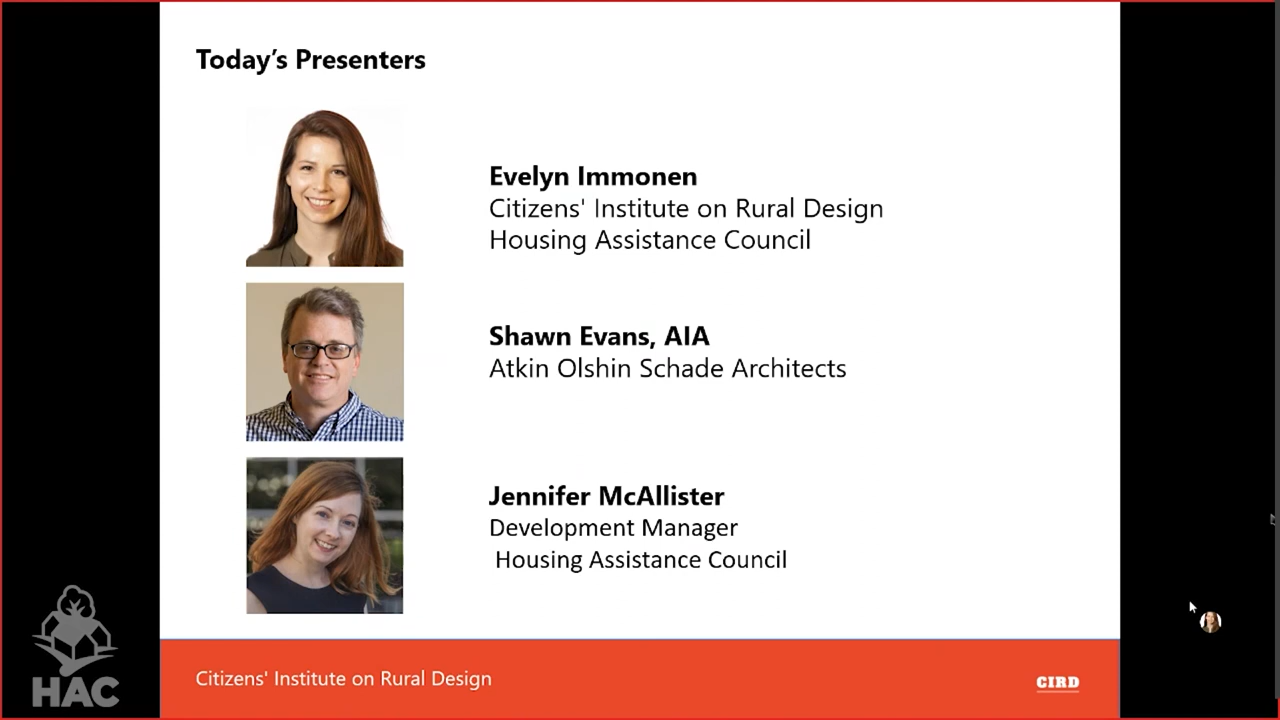 Today's Presenters
Evelyn Immonen
Citizens' Institute on Rural Design
Housing Assistance Council
Shawn Evans, AIA
Atkin Olshin Schade Architects
Jennifer McAllister
Development Manager
Housing Assistance Council
HAC
Citizens' Institute on Rural Design
CIRD